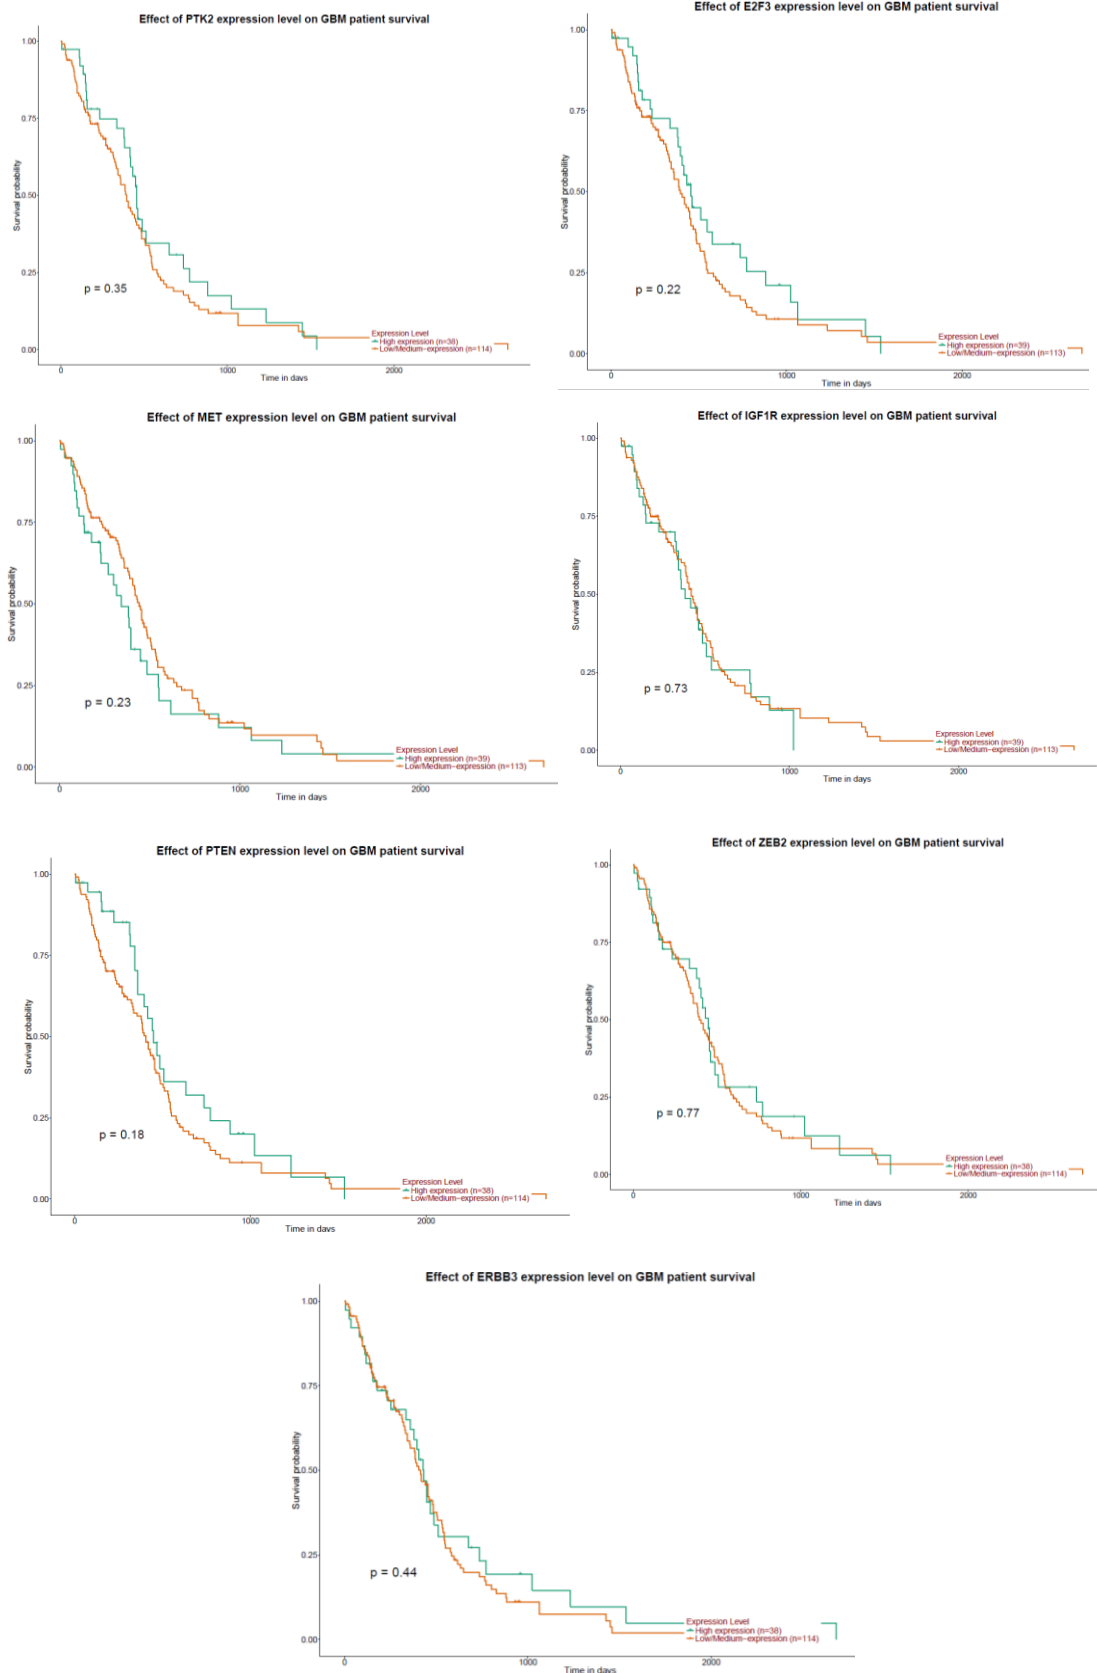 Effect of PTK2 expression level on GBM patient survival
1.00
0.75
0.50
0.25
0.00
Survival probability
p = 0.35
Expression Level
High expression (n=38)
Low/Medium−expression (n=114)
0
1000
2000
Time in days
Effect of E2F3 expression level on GBM patient survival
1.00
0.75
0.50
0.25
0.00
Survival probability
p = 0.22
Expression Level
High expression (n=39)
Low/Medium−expression (n=113)
0
1000
2000
Time in days
Effect of MET expression level on GBM patient survival
1.00
0.75
0.50
0.25
0.00
Survival probability
p = 0.23
Expression Level
High expression (n=39)
Low/Medium−expression (n=113)
0
1000
2000
Time in days
Effect of IGF1R expression level on GBM patient survival
1.00
0.75
0.50
0.25
0.00
Survival probability
p = 0.73
Expression Level
High expression (n=39)
Low/Medium−expression (n=113)
0
1000
2000
Time in days
Effect of PTEN expression level on GBM patient survival
1.00
0.75
0.50
0.25
0.00
Survival probability
p = 0.18
Expression Level
High expression (n=38)
Low/Medium−expression (n=114)
0
1000
2000
Time in days
Effect of ZEB2 expression level on GBM patient survival
1.00
0.75
0.50
0.25
0.00
Survival probability
p = 0.77
Expression Level
High expression (n=38)
Low/Medium−expression (n=114)
0
1000
2000
Time in days
Effect of ERBB3 expression level on GBM patient survival
1.00
0.75
0.50
0.25
0.00
Survival probability
p = 0.44
Expression Level
High expression (n=38)
Low/Medium−expression (n=114)
0
1000
2000
Time in days